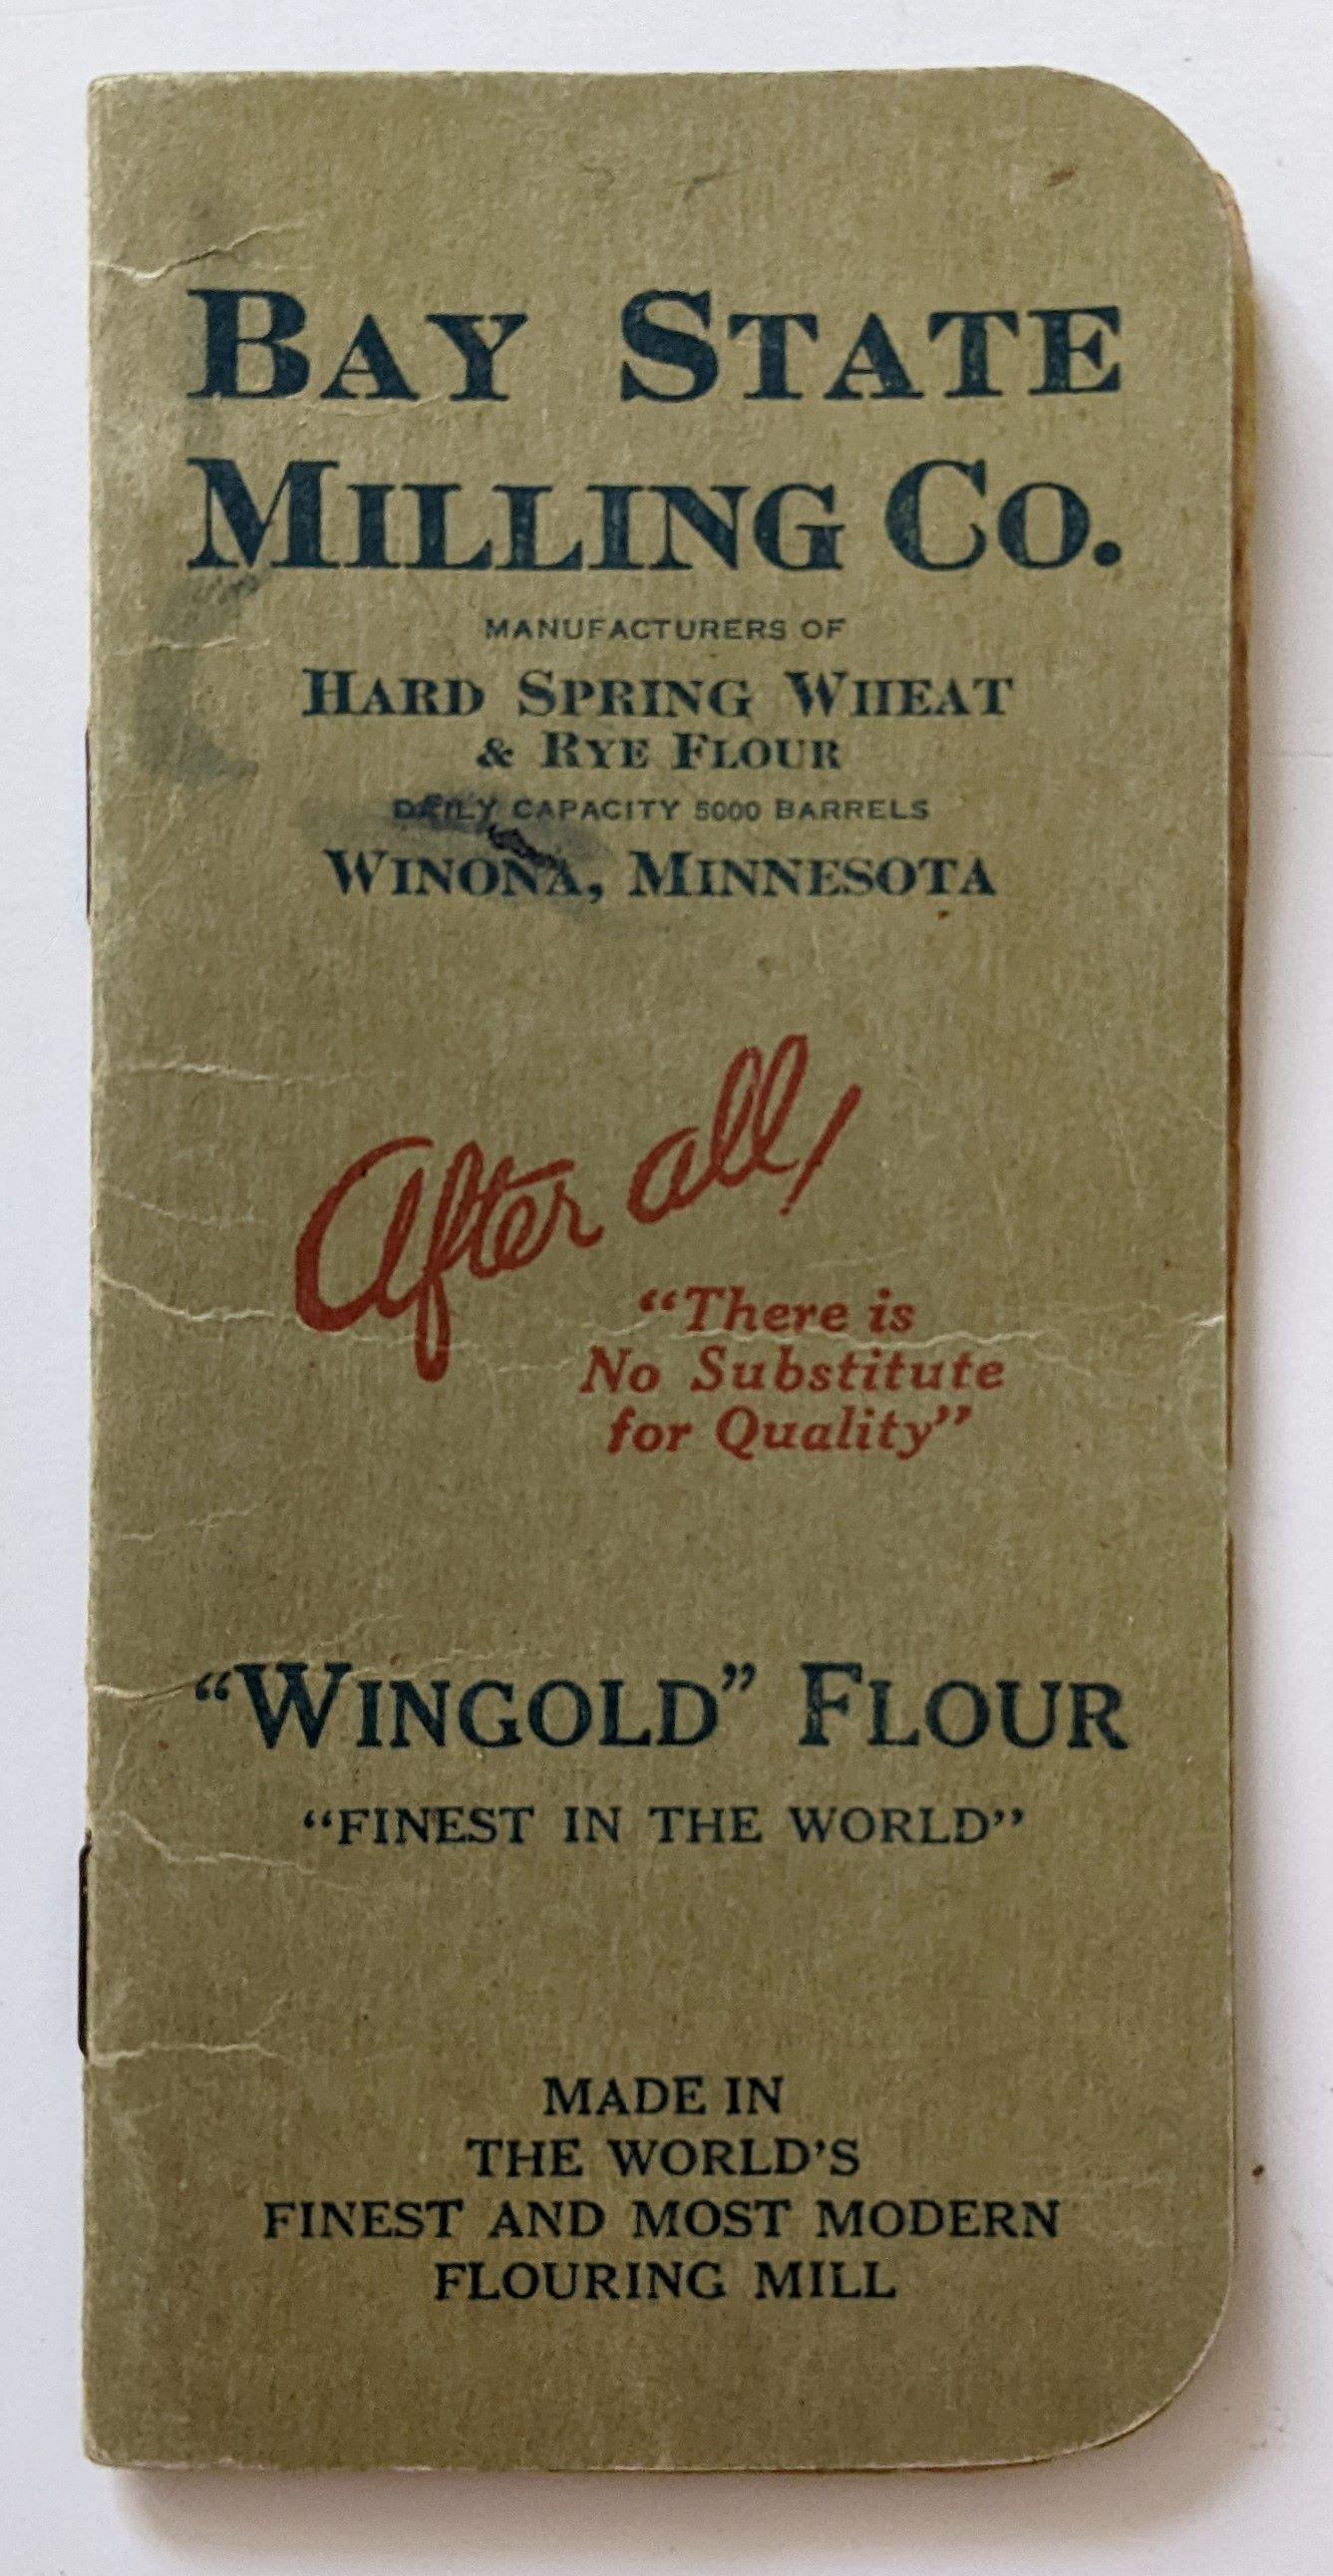 BAY STATE
MILLING CO.
MANUFACTURERS OF
HARD SPRING WHEAT
& RYE FLOUR
DAILY CAPACITY 5000 BARRELS
WINONA, MINNESOTA
After all!
“There is
No Substitute
for Quality”
“WINGOLD” FLOUR
“FINEST IN THE WORLD”
MADE IN
THE WORLD'S
FINEST AND MOST MODERN
FLOURING MILL